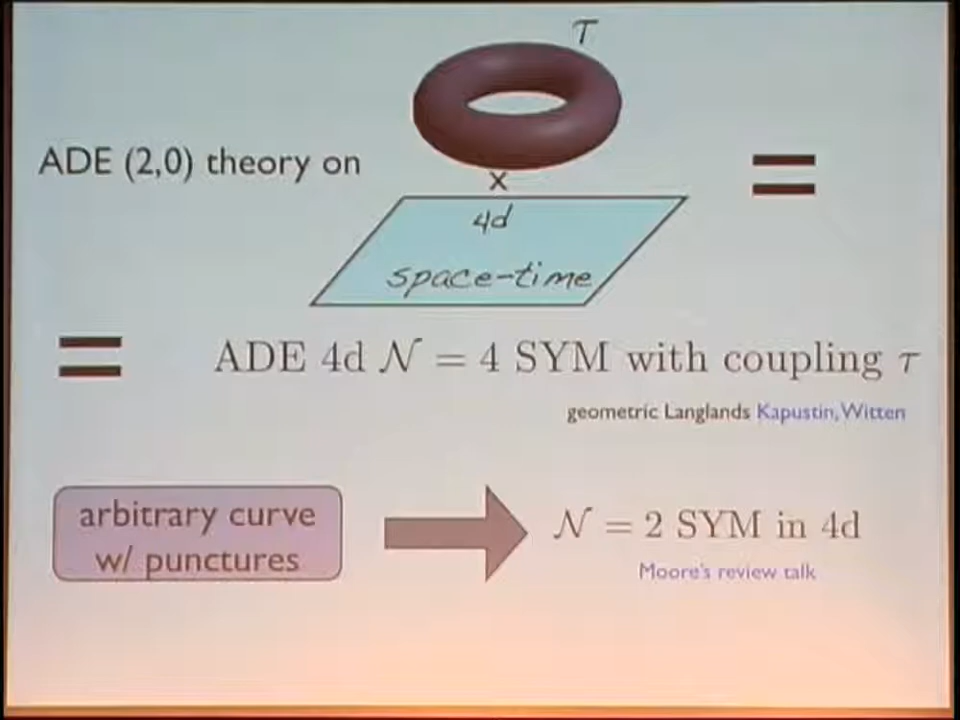 τ
ADE (2,0) theory on
x
4d
space-time
=
= ADE 4d 𝒩 = 4 SYM with coupling τ
geometric Langlands Kapustin, Witten
arbitrary curve
w/ punctures
𝒩 = 2 SYM in 4d
Moore's review talk